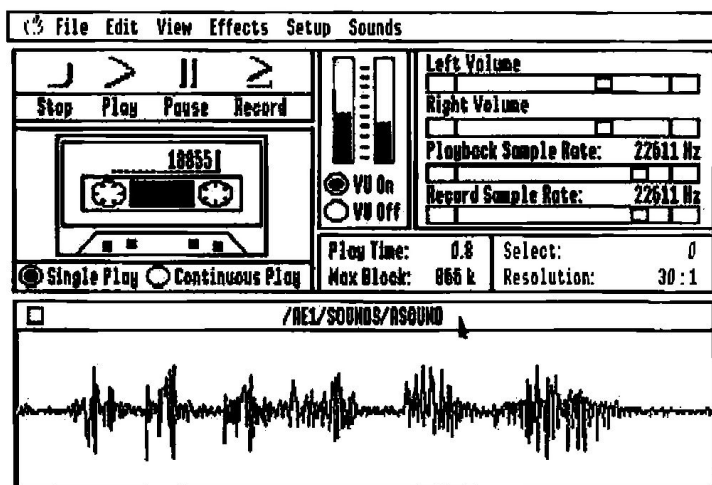 File Edit View Effects Setup Sounds
Stop Play Pause Record
18855
Single Play Continuous Play
VU On
VU Off
Left Volume
Right Volume
Playback Sample Rate: 22611 Hz
Record Sample Rate: 22611 Hz
Play Time: 0.8
Max Block: 866 k
Select: 0
Resolution: 30:1
/AE1/SOUNDS/ASOUND